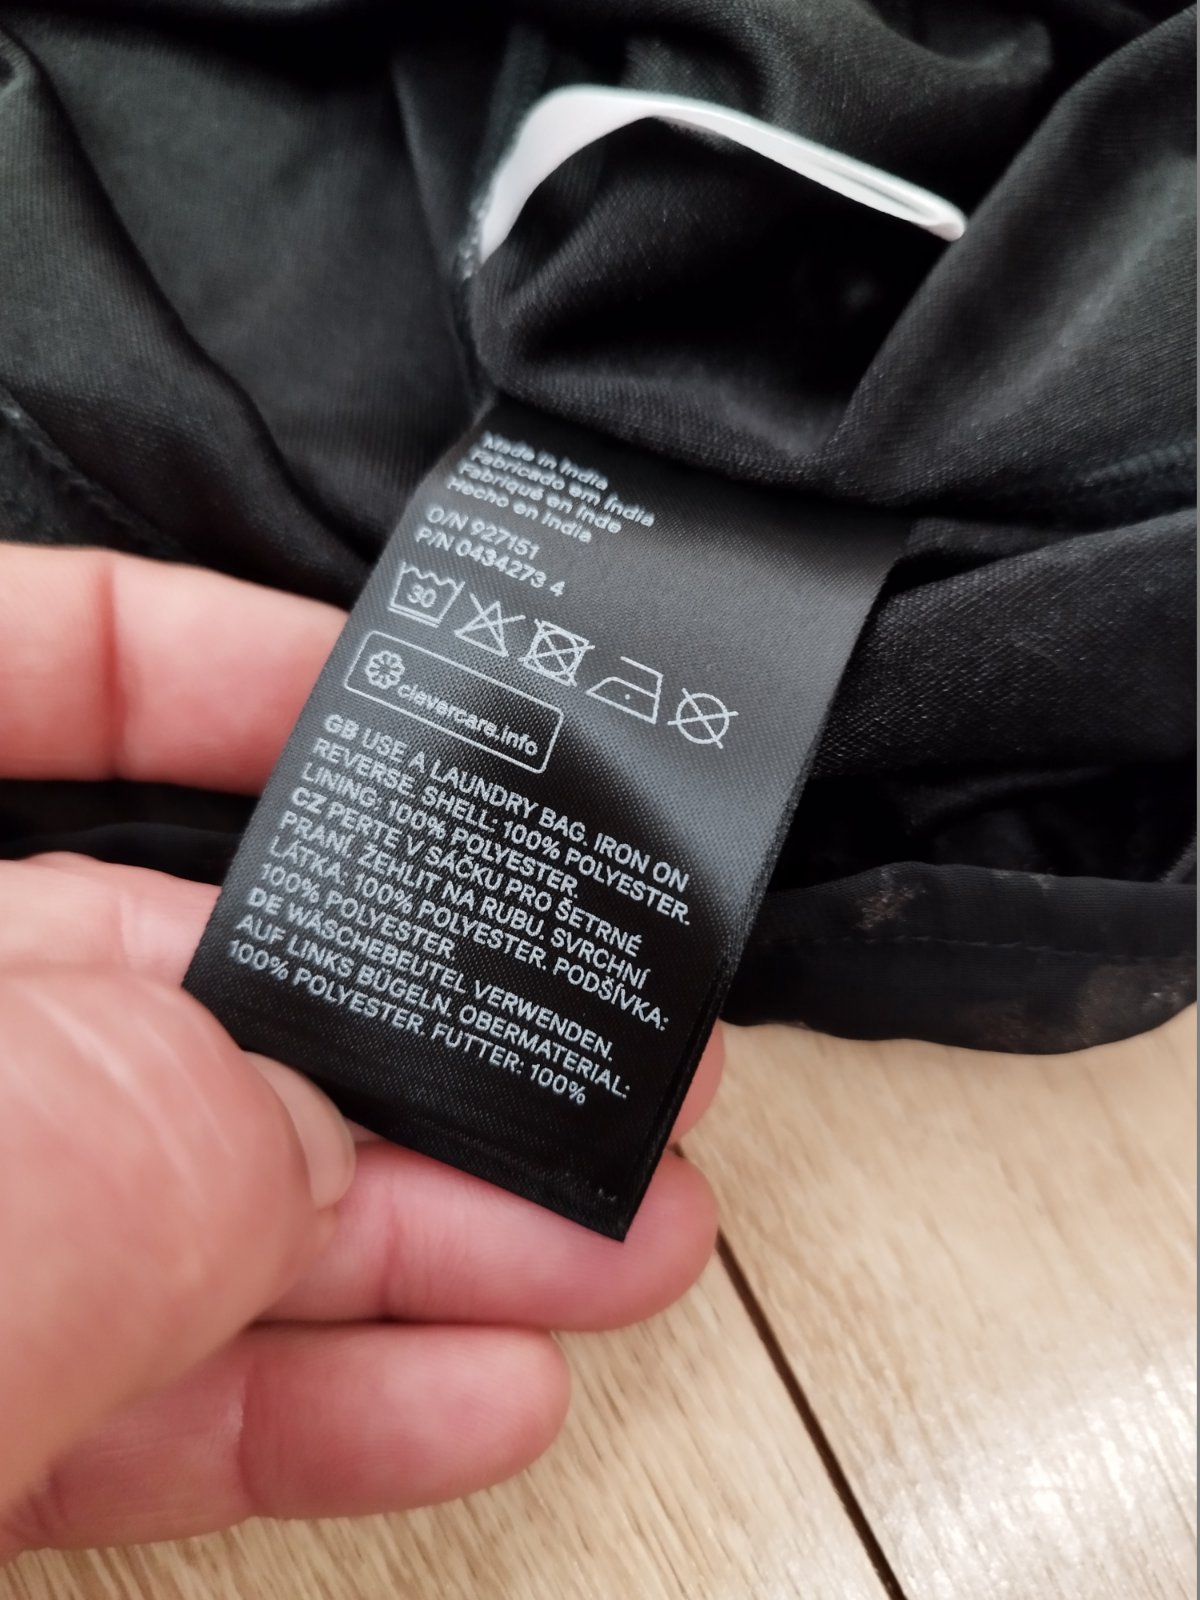 Made in India
Fabricado em Índia
Fabriqué en Inde
Hecho en India
O/N 927151
P/N 0434273 4
30
clevercare.info
GB USE A LAUNDRY BAG. IRON ON
REVERSE. SHELL: 100% POLYESTER.
LINING: 100% POLYESTER.
CZ PERTE V SÁČKU PRO ŠETRNÉ
PRANÍ. ŽEHLIT NA RUBU. SVRCHNÍ
LÁTKA. 100% POLYESTER. PODŠÍVKA:
100% POLYESTER.
DE WÄSCHEBEUTEL VERWENDEN.
AUF LINKS BÜGELN. OBERMATERIAL:
100% POLYESTER. FUTTER: 100%